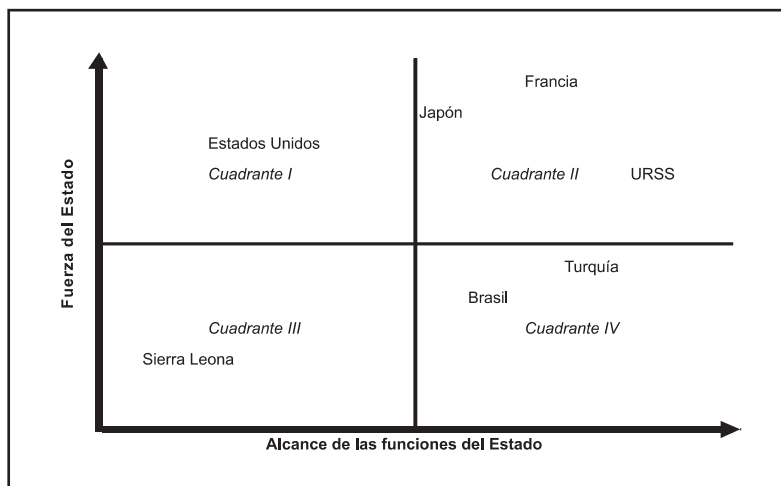 Francia
Japón
Estados Unidos
Cuadrante I
Cuadrante II
URSS
Fuerza del Estado
Turquía
Brasil
Cuadrante III
Cuadrante IV
Sierra Leona
Alcance de las funciones del Estado